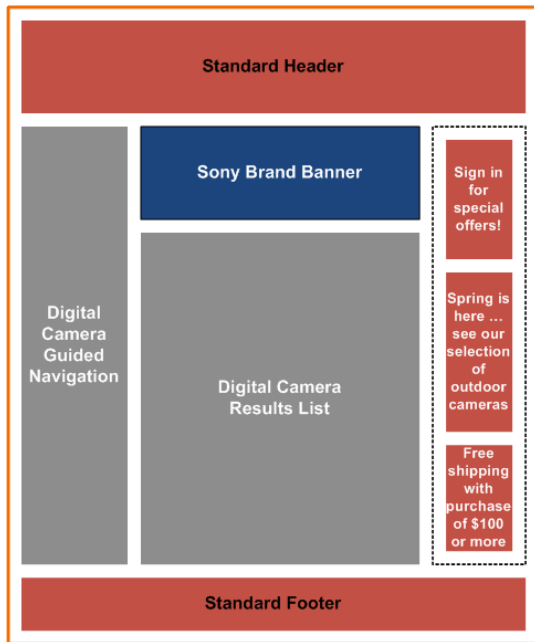 Standard Header
Sony Brand Banner
Sign in
for
special
offers!
Digital
Camera
Guided
Navigation
Digital Camera
Results List
Spring is
here ...
see our
selection
of
outdoor
cameras
Free
shipping
with
purchase
of $100
or more
Standard Footer